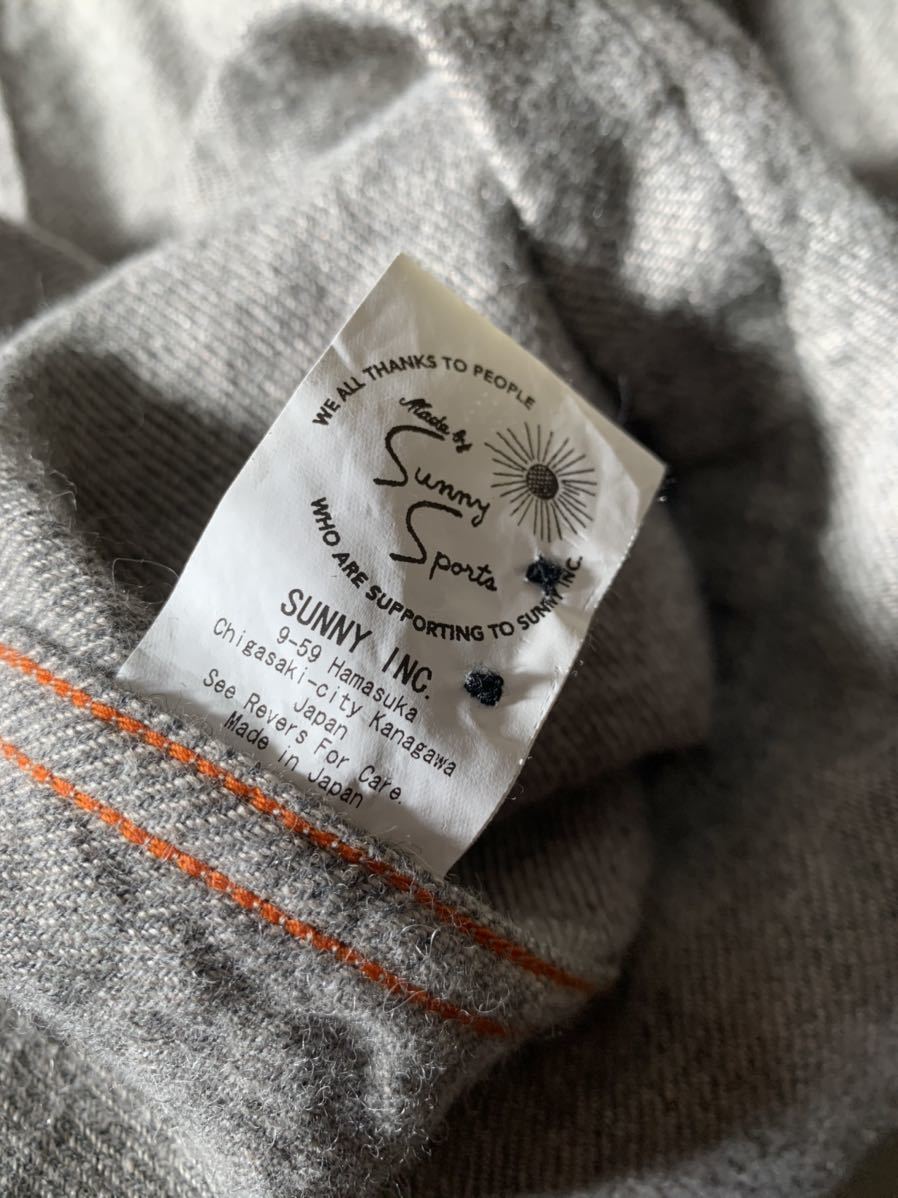 WE ALL THANKS TO PEOPLE
Made by
Sunny
Sports
WHO ARE SUPPORTING TO SUNNY INC.
SUNNY INC.
9-59 Hamasuka
Chigasaki-city Kanagawa
Japan
See Revers For Care.
Made in Japan